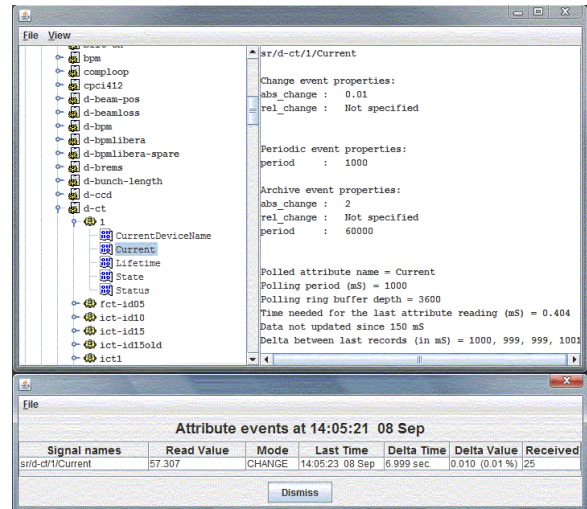 File View
bpm
comploop
cpci412
d-beam-pos
d-beamloss
d-bpm
d-bpmlibera
d-bpmlibera-spare
d-brems
d-bunch-length
d-ccd
d-ct
1
CurrentDeviceName
Current
Lifetime
State
Status
fct-id05
ict-id10
ict-id15
ict-id15old
ict1
sr/d-ct/1/Current
Change event properties:
abs_change : 0.01
rel_change : Not specified
Periodic event properties:
period : 1000
Archive event properties:
abs_change : 2
rel_change : Not specified
period : 60000
Polled attribute name = Current
Polling period (mS) = 1000
Polling ring buffer depth = 3600
Time needed for the last attribute reading (mS) = 0.404
Data not updated since 150 mS
Delta between last records (in mS) = 1000, 999, 999, 1001
File
Attribute events at 14:05:21 08 Sep
Signal names Read Value Mode Last Time Delta Time Delta Value Received
sr/d-ct/1/Current 57.307 CHANGE 14:05:23 08 Sep 6.999 sec. 0.010 (0.01 %) 25
Dismiss